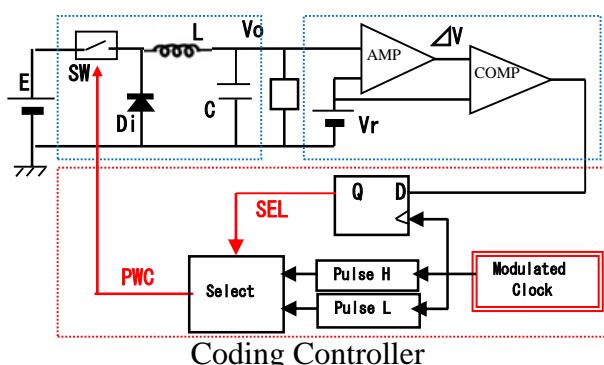 L Vo ΔV
AMP
COMP
E SW
Di C Vr
Q D
SEL
PWC Select Pulse H Modulated
Clock
Pulse L
Coding Controller